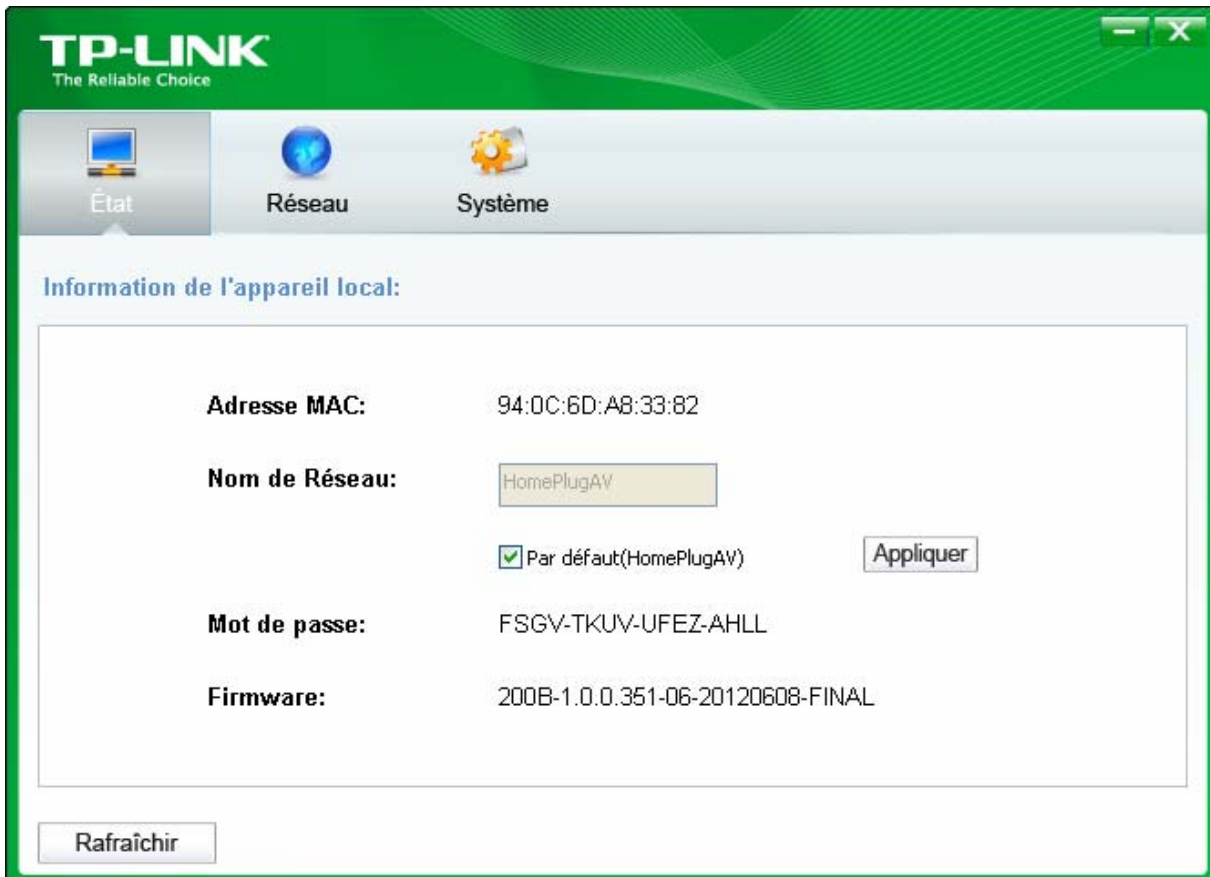 TP-LINK
The Reliable Choice
État
Réseau
Système
Information de l'appareil local:
Adresse MAC: 94:0C:6D:A8:33:82
Nom de Réseau: HomePlugAV
Par défaut(HomePlugAV) Appliquer
Mot de passe: FSGV-TKUV-UFEZ-AHLL
Firmware: 200B-1.0.0.351-06-20120608-FINAL
Rafraîchir